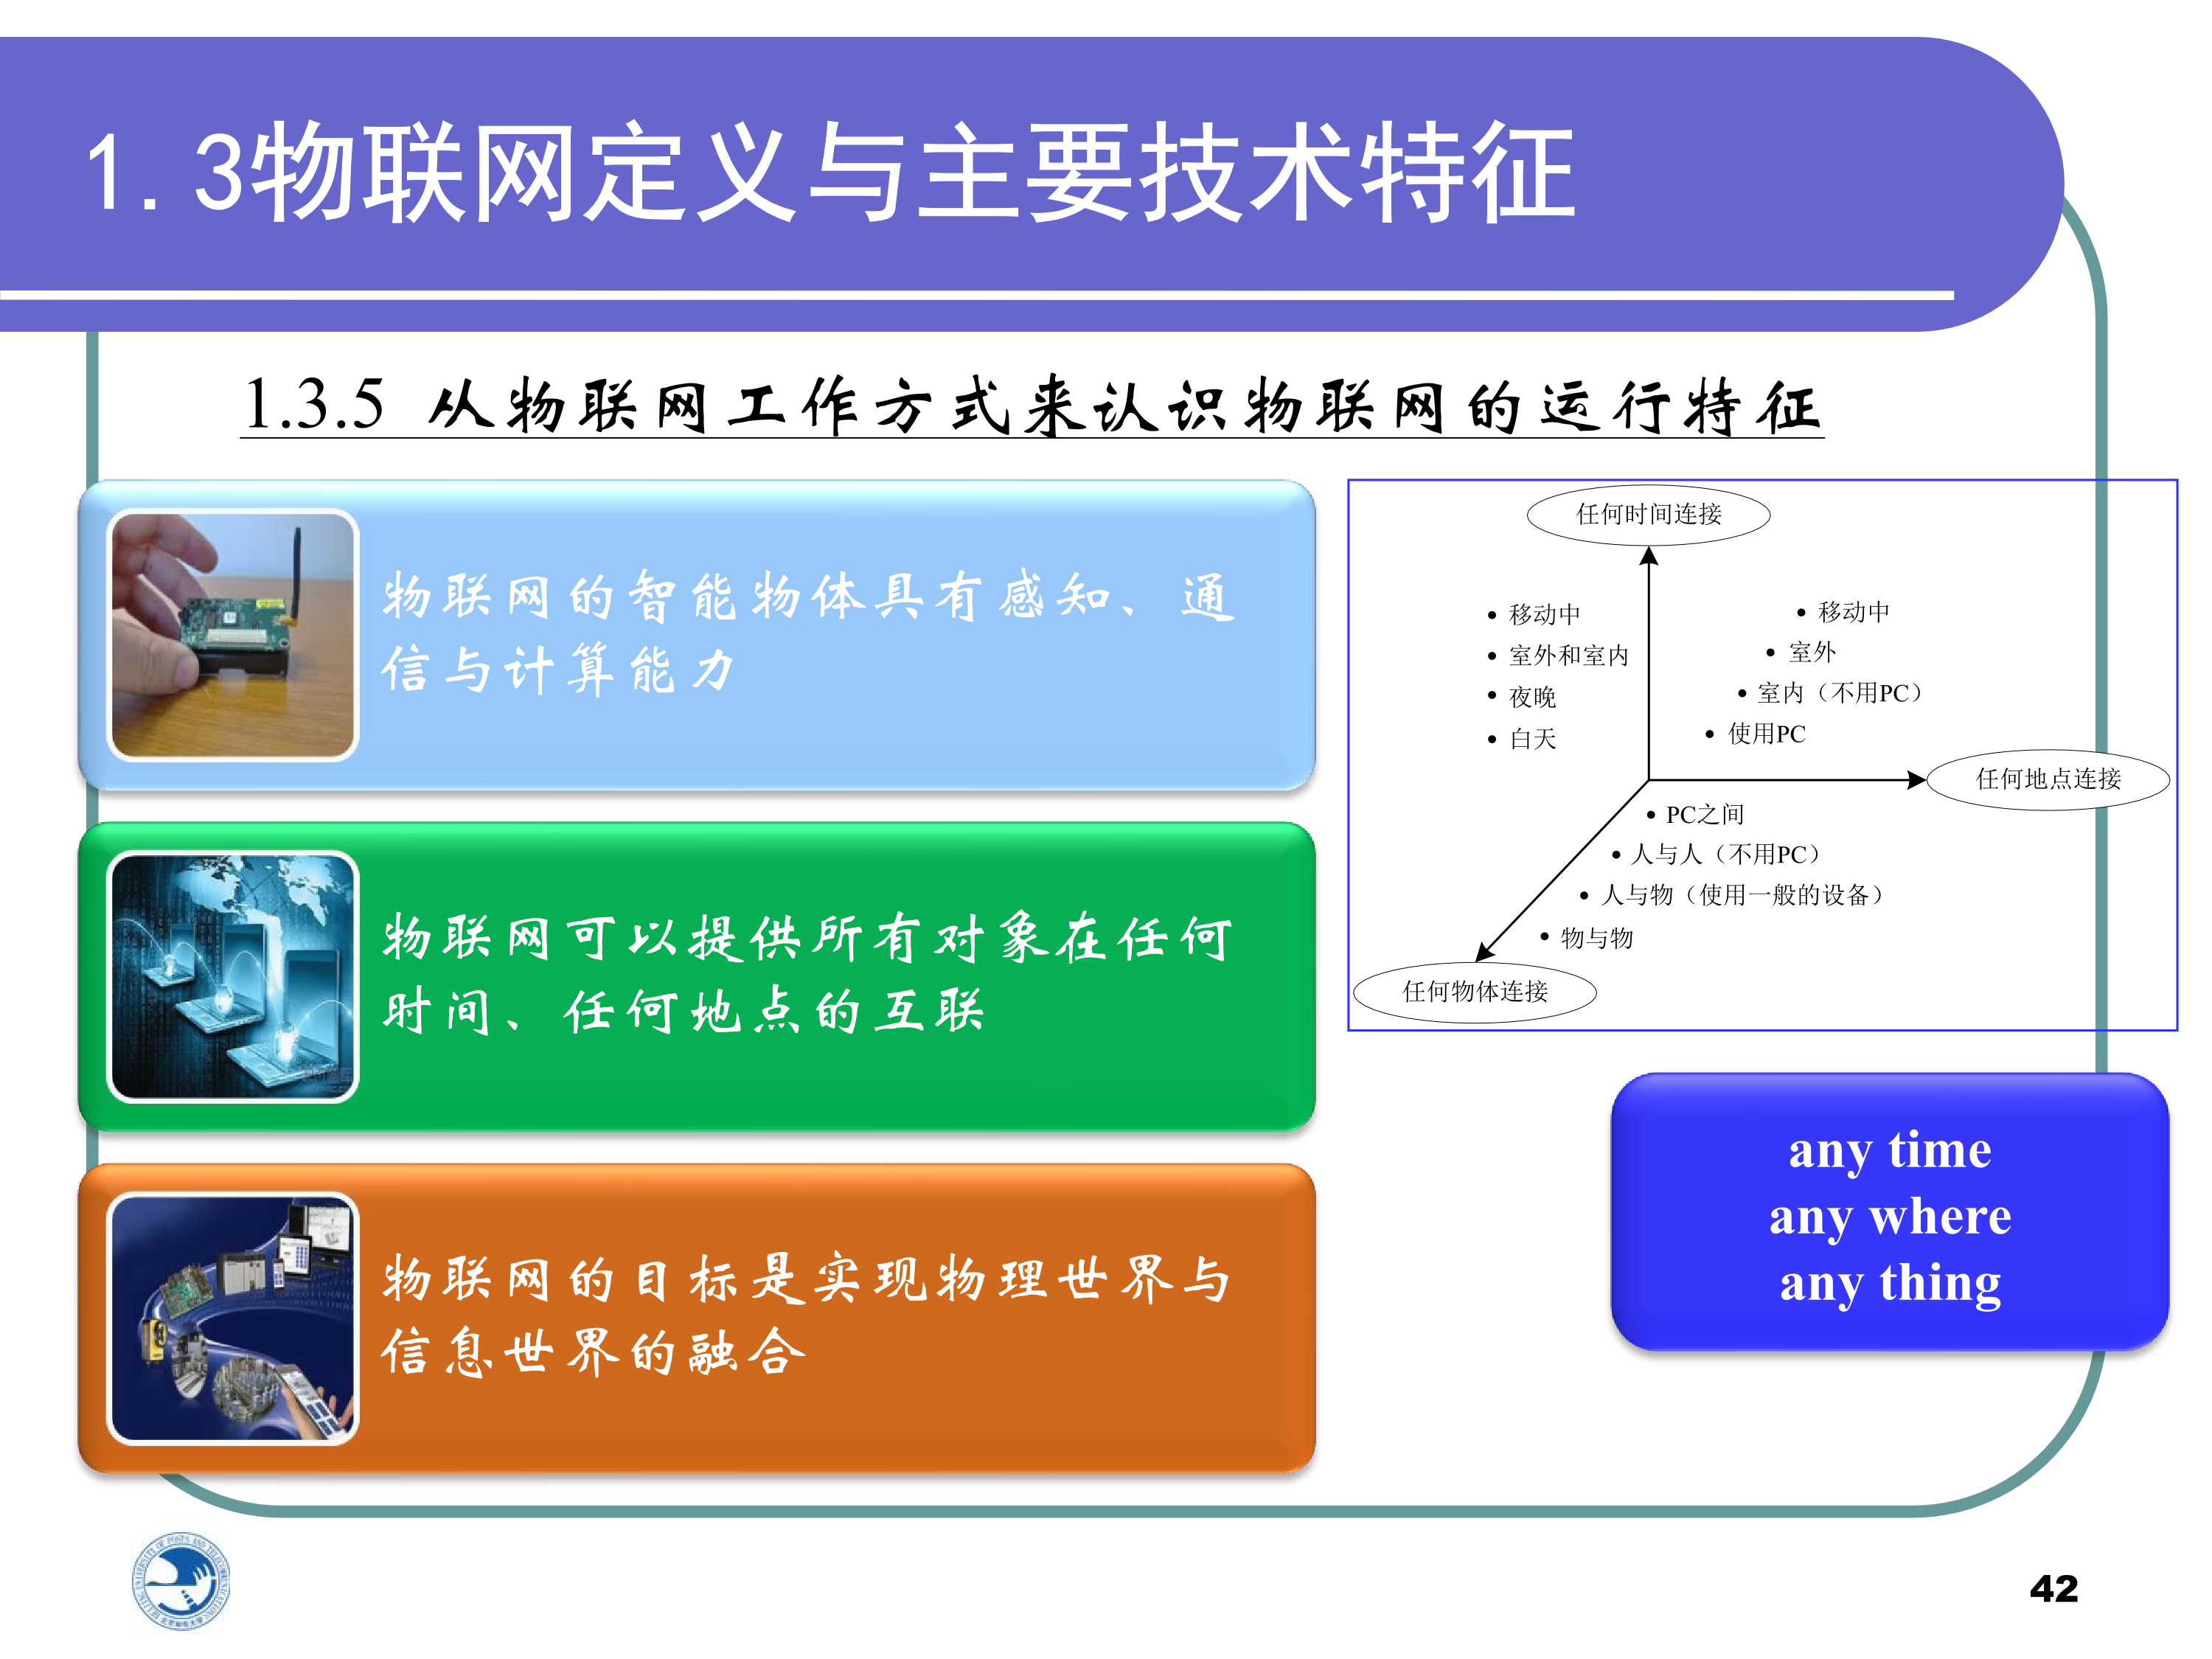 1.3物联网定义与主要技术特征
1.3.5 从物联网工作方式来认识物联网的运行特征
物联网的智能物体具有感知、通
信与计算能力
物联网可以提供所有对象在任何
时间、任何地点的互联
物联网的目标是实现物理世界与
信息世界的融合
任何时间连接
• 移动中
• 室外和室内
• 夜晚
• 白天
• 移动中
• 室外
• 室内（不用PC）
• 使用PC
任何地点连接
• PC之间
• 人与人（不用PC）
• 人与物（使用一般的设备）
• 物与物
任何物体连接
any time
any where
any thing
42